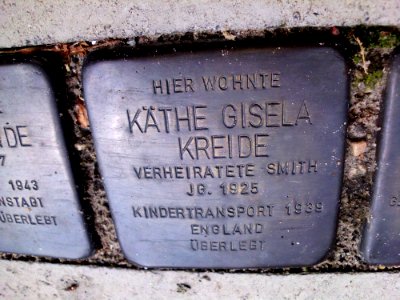 HIER WOHNTE
KÄTHE GISELA
KREIDE
VERHEIRATETE SMITH
JG. 1925
KINDERTRANSPORT 1939
ENGLAND
ÜBERLEBT
1943
ÜBERLEBT